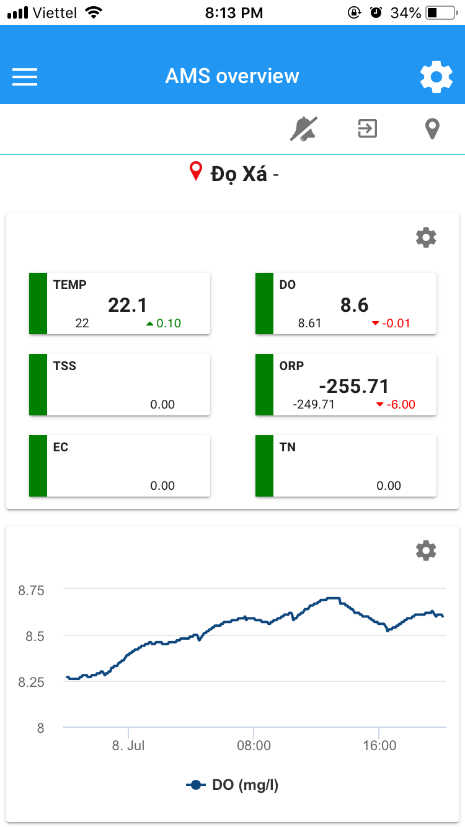 Viettel 8:13 PM 34%
AMS overview
Đọ Xá -
TEMP
22.1
22 0.10
DO
8.6
8.61 -0.01
TSS
0.00
ORP
-255.71
-249.71 -6.00
EC
0.00
TN
0.00
8.75
8.5
8.25
8
8. Jul 08:00 16:00
DO (mg/l)